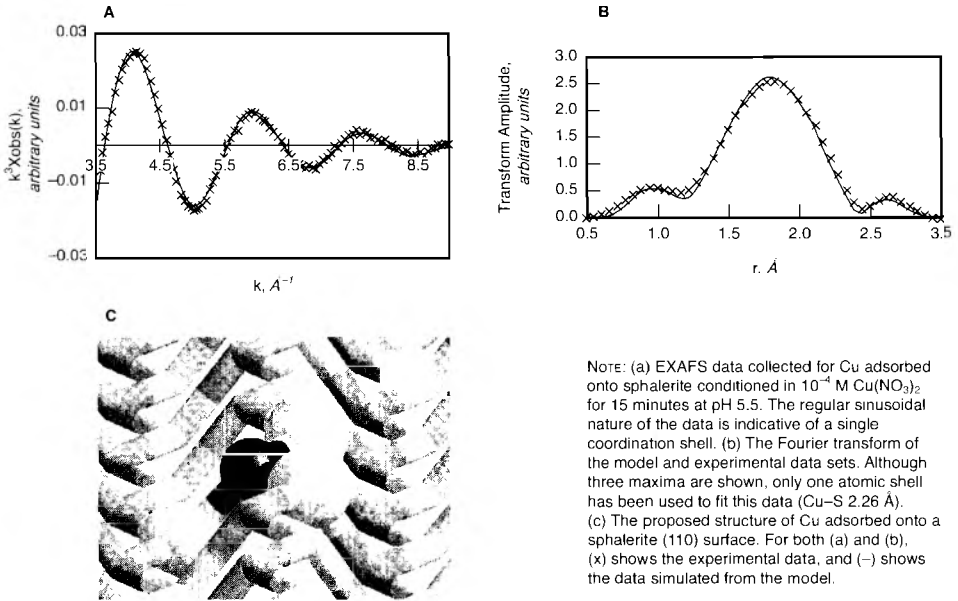 A
0.03
0.01
−0.01
−0.03
k³Xobs(k),
arbitrary units
3.5 4.5 5.5 6.5 7.5 8.5
k, Å⁻¹
B
3.0
2.5
2.0
1.5
1.0
0.5
0.0
Transform Amplitude,
arbitrary units
0.5 1.0 1.5 2.0 2.5 3.5
r. Å
C
NOTE: (a) EXAFS data collected for Cu adsorbed
onto sphalerite conditioned in 10⁻⁴ M Cu(NO₃)₂
for 15 minutes at pH 5.5. The regular sinusoidal
nature of the data is indicative of a single
coordination shell. (b) The Fourier transform of
the model and experimental data sets. Although
three maxima are shown, only one atomic shell
has been used to fit this data (Cu–S 2.26 Å).
(c) The proposed structure of Cu adsorbed onto a
sphalerite (110) surface. For both (a) and (b),
(x) shows the experimental data, and (–) shows
the data simulated from the model.